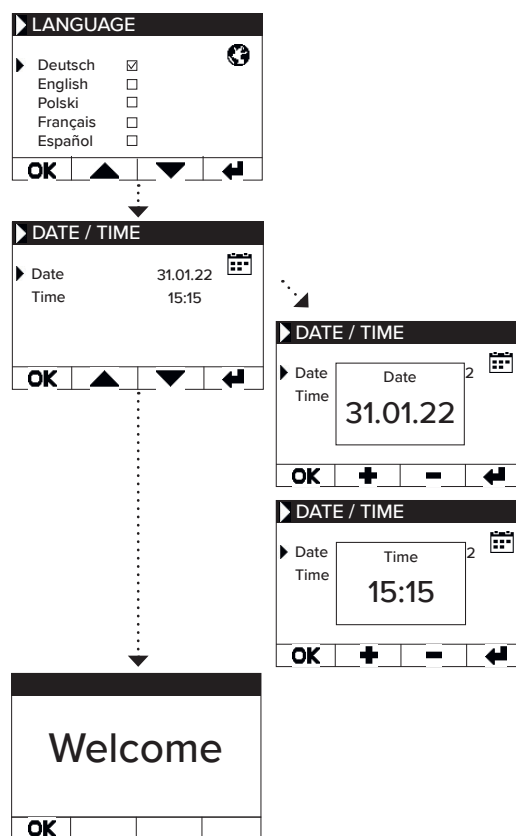 LANGUAGE
Deutsch
English
Polski
Français
Español
OK
DATE / TIME
Date 31.01.22
Time 15:15
OK
DATE / TIME
Date 2
Time
Date
31.01.22
OK + −
DATE / TIME
Date 2
Time
Time
15:15
OK + −
Welcome
OK